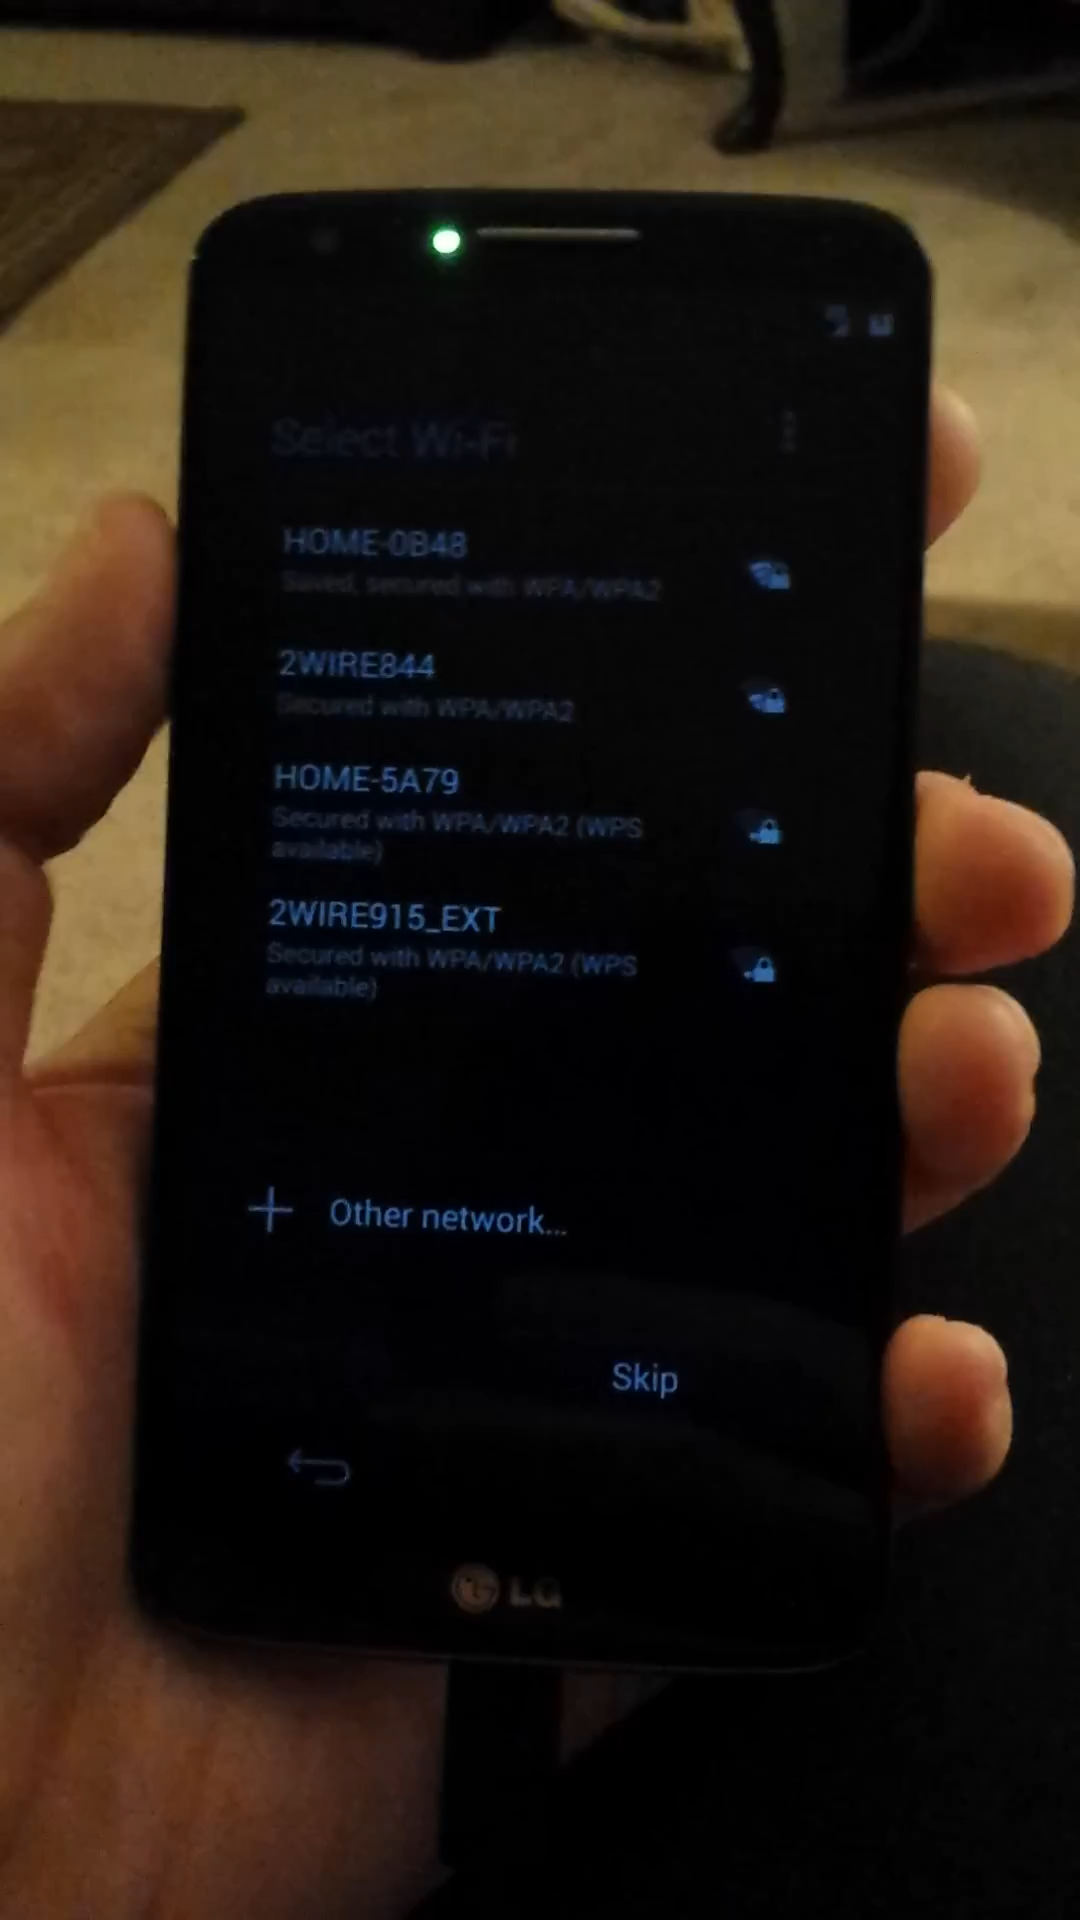 Select Wi-Fi
HOME-0B48
Saved, secured with WPA/WPA2
2WIRE844
Secured with WPA/WPA2
HOME-5A79
Secured with WPA/WPA2 (WPS
available)
2WIRE915_EXT
Secured with WPA/WPA2 (WPS
available)
Other network...
Skip
LG